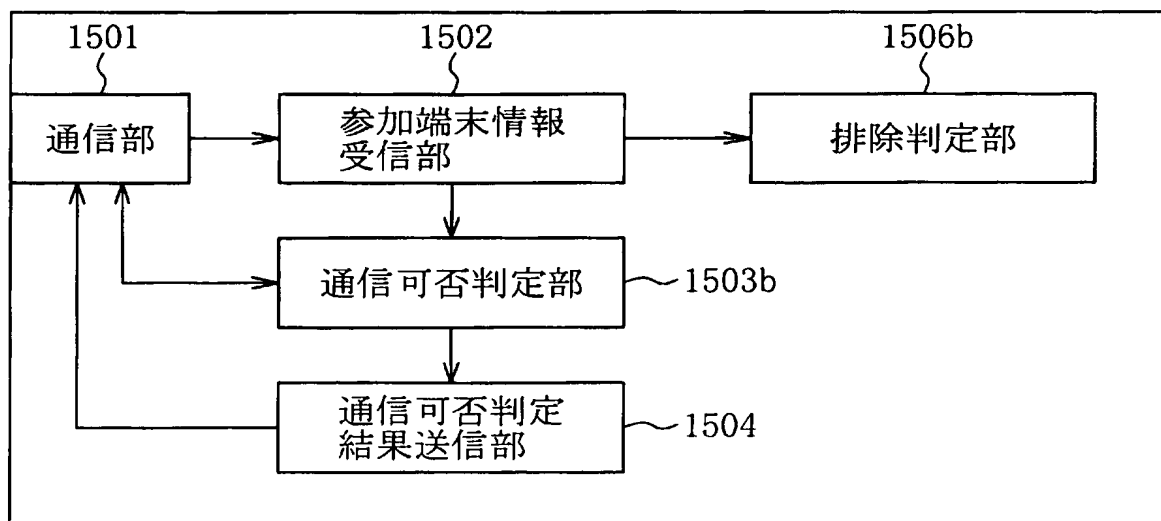 1501
1502
1506b
通信部
参加端末情報
受信部
排除判定部
通信可否判定部
1503b
通信可否判定
結果送信部
1504